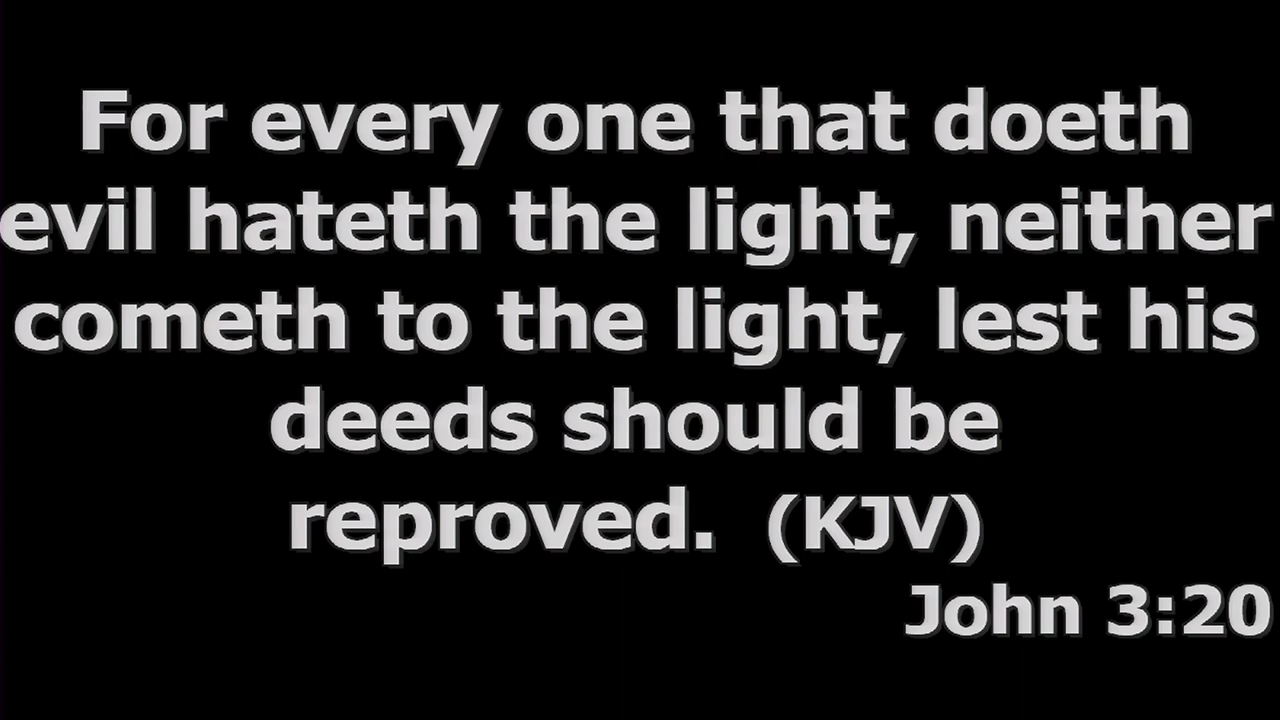 For every one that doeth
evil hateth the light, neither
cometh to the light, lest his
deeds should be
reproved. (KJV)
John 3:20